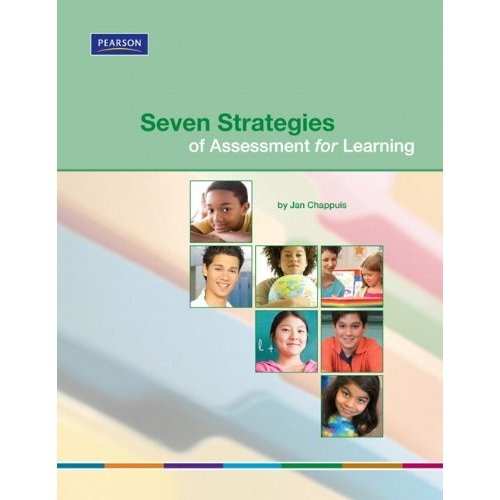 PEARSON
Seven Strategies
of Assessment for Learning
by Jan Chappuis
l +